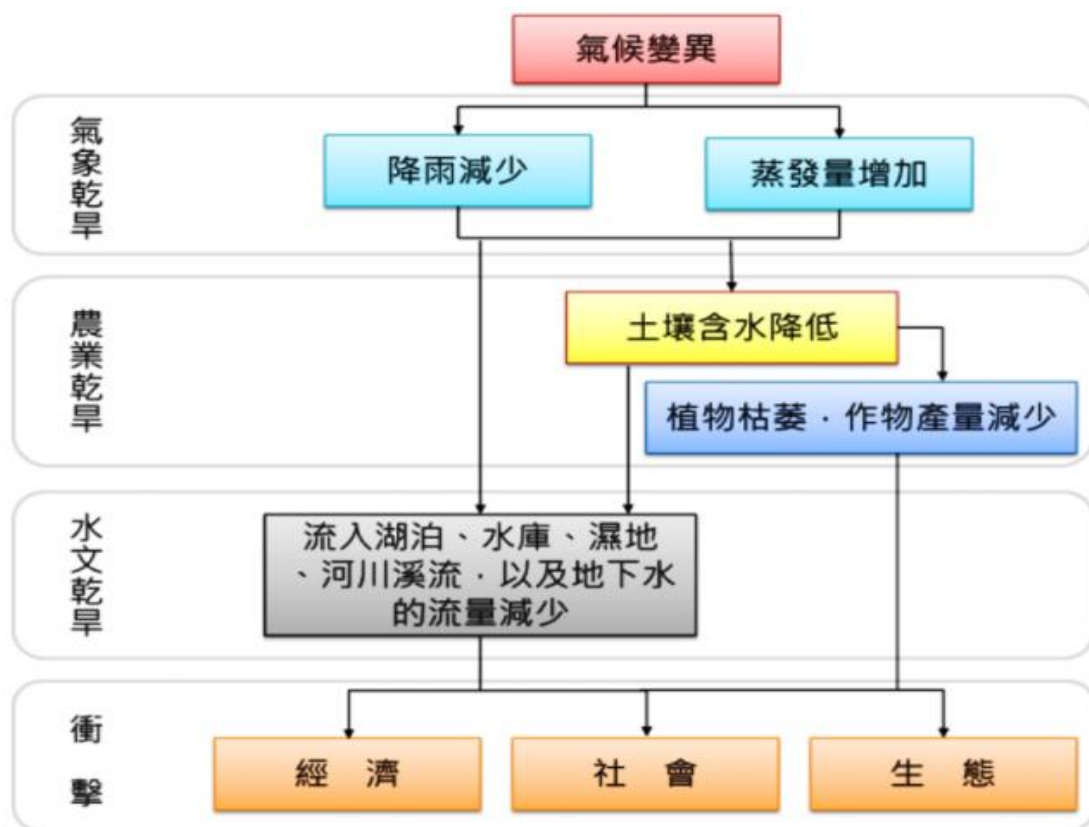 氣候變異
氣象乾旱
降雨減少
蒸發量增加
農業乾旱
土壤含水降低
植物枯萎．作物產量減少
水文乾旱
流入湖泊、水庫、濕地
、河川溪流．以及地下水
的流量減少
衝擊
經 濟
社 會
生 態